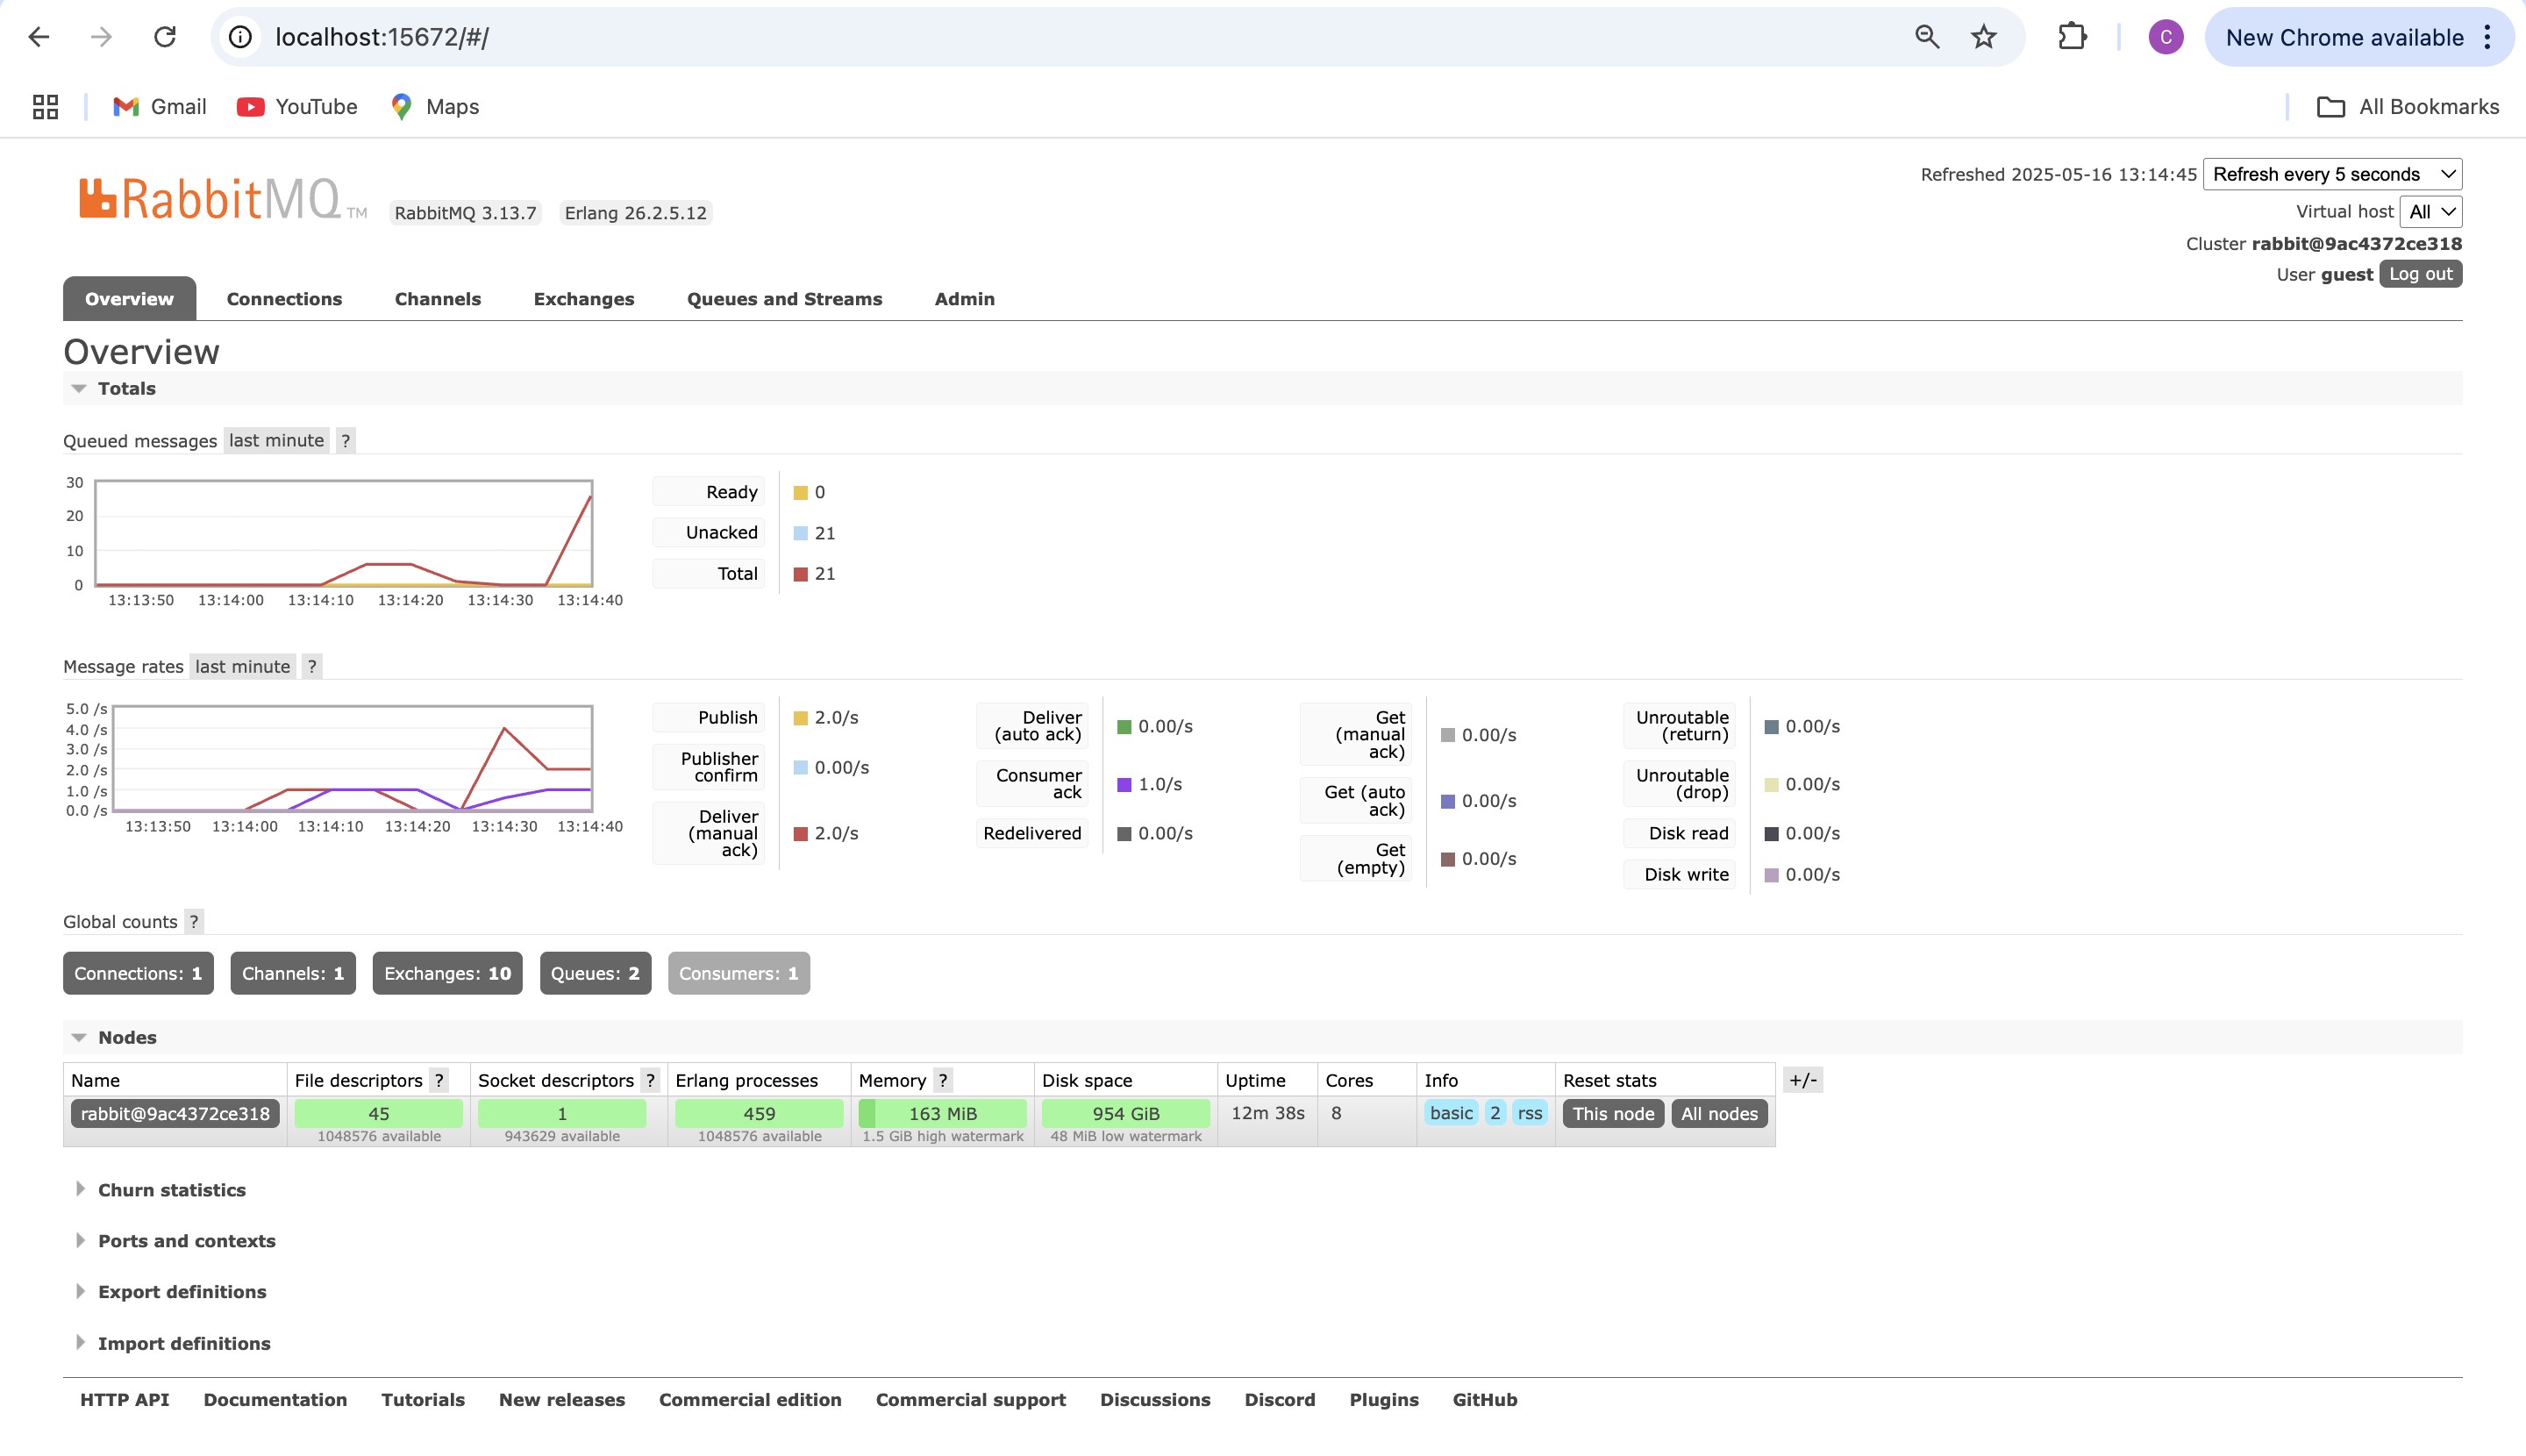 localhost:15672/#/
C
New Chrome available
Gmail
YouTube
Maps
All Bookmarks
RabbitMQ TM
RabbitMQ 3.13.7
Erlang 26.2.5.12
Refreshed 2025-05-16 13:14:45 Refresh every 5 seconds
Virtual host All
Cluster rabbit@9ac4372ce318
User guest Log out
Overview Connections Channels Exchanges Queues and Streams Admin
Overview
Totals
Queued messages last minute ?
30
20
10
0
13:13:50 13:14:00 13:14:10 13:14:20 13:14:30 13:14:40
Ready 0
Unacked 21
Total 21
Message rates last minute ?
5.0 /s
4.0 /s
3.0 /s
2.0 /s
1.0 /s
0.0 /s
13:13:50 13:14:00 13:14:10 13:14:20 13:14:30 13:14:40
Publish 2.0/s
Publisher
confirm 0.00/s
Deliver
(manual 2.0/s
ack)
Deliver
(auto ack) 0.00/s
Consumer
ack 1.0/s
Redelivered 0.00/s
Get
(manual 0.00/s
ack)
Get (auto
ack) 0.00/s
Get
(empty) 0.00/s
Unroutable
(return) 0.00/s
Unroutable
(drop) 0.00/s
Disk read 0.00/s
Disk write 0.00/s
Global counts ?
Connections: 1 Channels: 1 Exchanges: 10 Queues: 2 Consumers: 1
Nodes
Name File descriptors ? Socket descriptors ? Erlang processes Memory ? Disk space Uptime Cores Info Reset stats +/-
rabbit@9ac4372ce318 45 1 459 163 MiB 954 GiB 12m 38s 8 basic 2 rss This node All nodes
1048576 available 943629 available 1048576 available 1.5 GiB high watermark 48 MiB low watermark
Churn statistics
Ports and contexts
Export definitions
Import definitions
HTTP API Documentation Tutorials New releases Commercial edition Commercial support Discussions Discord Plugins GitHub